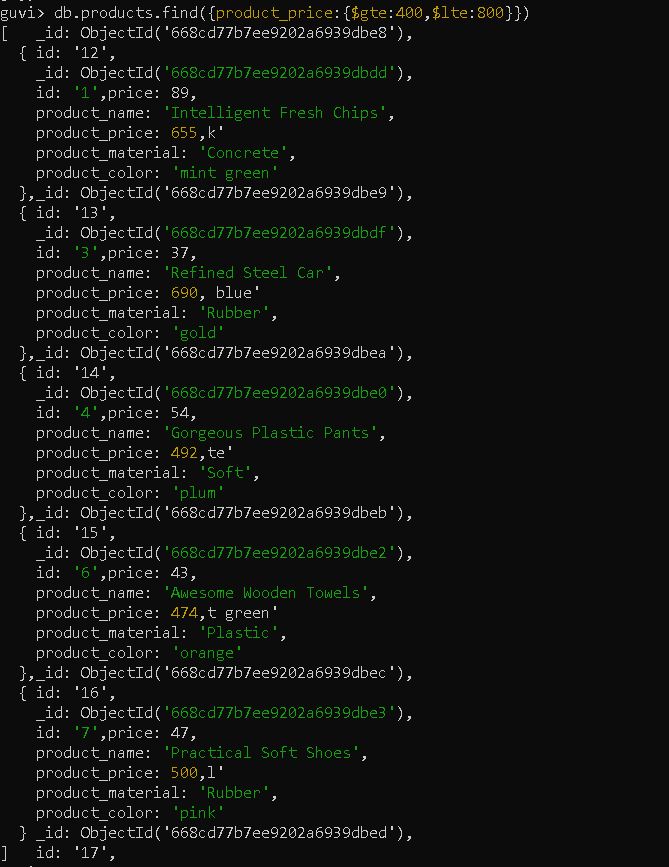 guvi> db.products.find({product_price:{$gte:400,$lte:800}})
[   _id: ObjectId('668cd77b7ee9202a6939dbe8'),
  { id: '12',
    _id: ObjectId('668cd77b7ee9202a6939dbdd'),
    id: '1',price: 89,
    product_name: 'Intelligent Fresh Chips',
    product_price: 655,k'
    product_material: 'Concrete',
    product_color: 'mint green'
  },_id: ObjectId('668cd77b7ee9202a6939dbe9'),
  { id: '13',
    _id: ObjectId('668cd77b7ee9202a6939dbdf'),
    id: '3',price: 37,
    product_name: 'Refined Steel Car',
    product_price: 690, blue'
    product_material: 'Rubber',
    product_color: 'gold'
  },_id: ObjectId('668cd77b7ee9202a6939dbea'),
  { id: '14',
    _id: ObjectId('668cd77b7ee9202a6939dbe0'),
    id: '4',price: 54,
    product_name: 'Gorgeous Plastic Pants',
    product_price: 492,te'
    product_material: 'Soft',
    product_color: 'plum'
  },_id: ObjectId('668cd77b7ee9202a6939dbeb'),
  { id: '15',
    _id: ObjectId('668cd77b7ee9202a6939dbe2'),
    id: '6',price: 43,
    product_name: 'Awesome Wooden Towels',
    product_price: 474,t green'
    product_material: 'Plastic',
    product_color: 'orange'
  },_id: ObjectId('668cd77b7ee9202a6939dbec'),
  { id: '16',
    _id: ObjectId('668cd77b7ee9202a6939dbe3'),
    id: '7',price: 47,
    product_name: 'Practical Soft Shoes',
    product_price: 500,l'
    product_material: 'Rubber',
    product_color: 'pink'
  } _id: ObjectId('668cd77b7ee9202a6939dbed'),
]   id: '17',